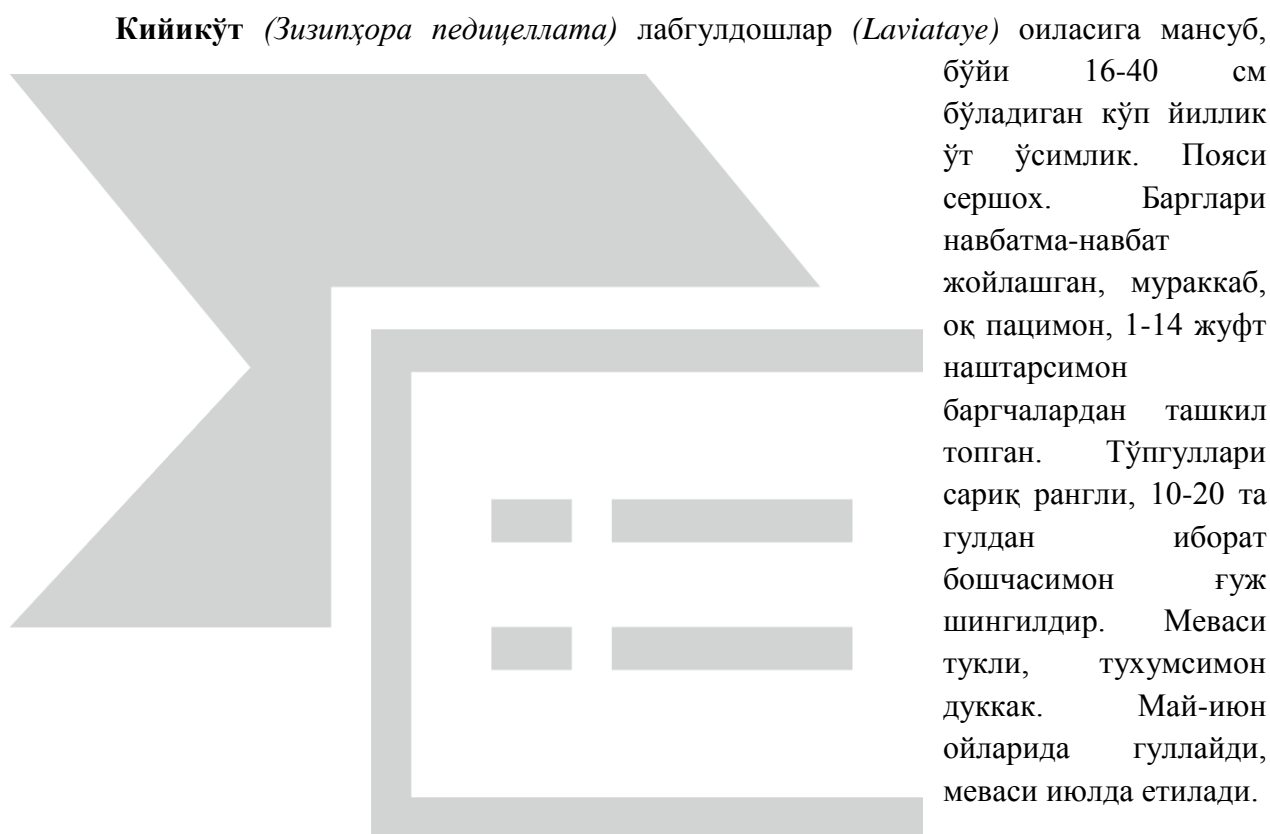 Кийикўт (Зизипҳора педицеллата) лабгулдошлар (Laviataye) оиласига мансуб,
бўйи 16-40 см
бўладиган кўп йиллик
ўт ўсимлик. Пояси
сершох. Барглари
навбатма-навбат
жойлашган, мураккаб,
оқ пацимон, 1-14 жуфт
наштарсимон
баргчалардан ташкил
топган. Тўпгуллари
сариқ рангли, 10-20 та
гулдан иборат
бошчасимон ғуж
шингилдир. Меваси
тукли, тухумсимон
дуккак. Май-июн
ойларида гуллайди,
меваси июлда етилади.